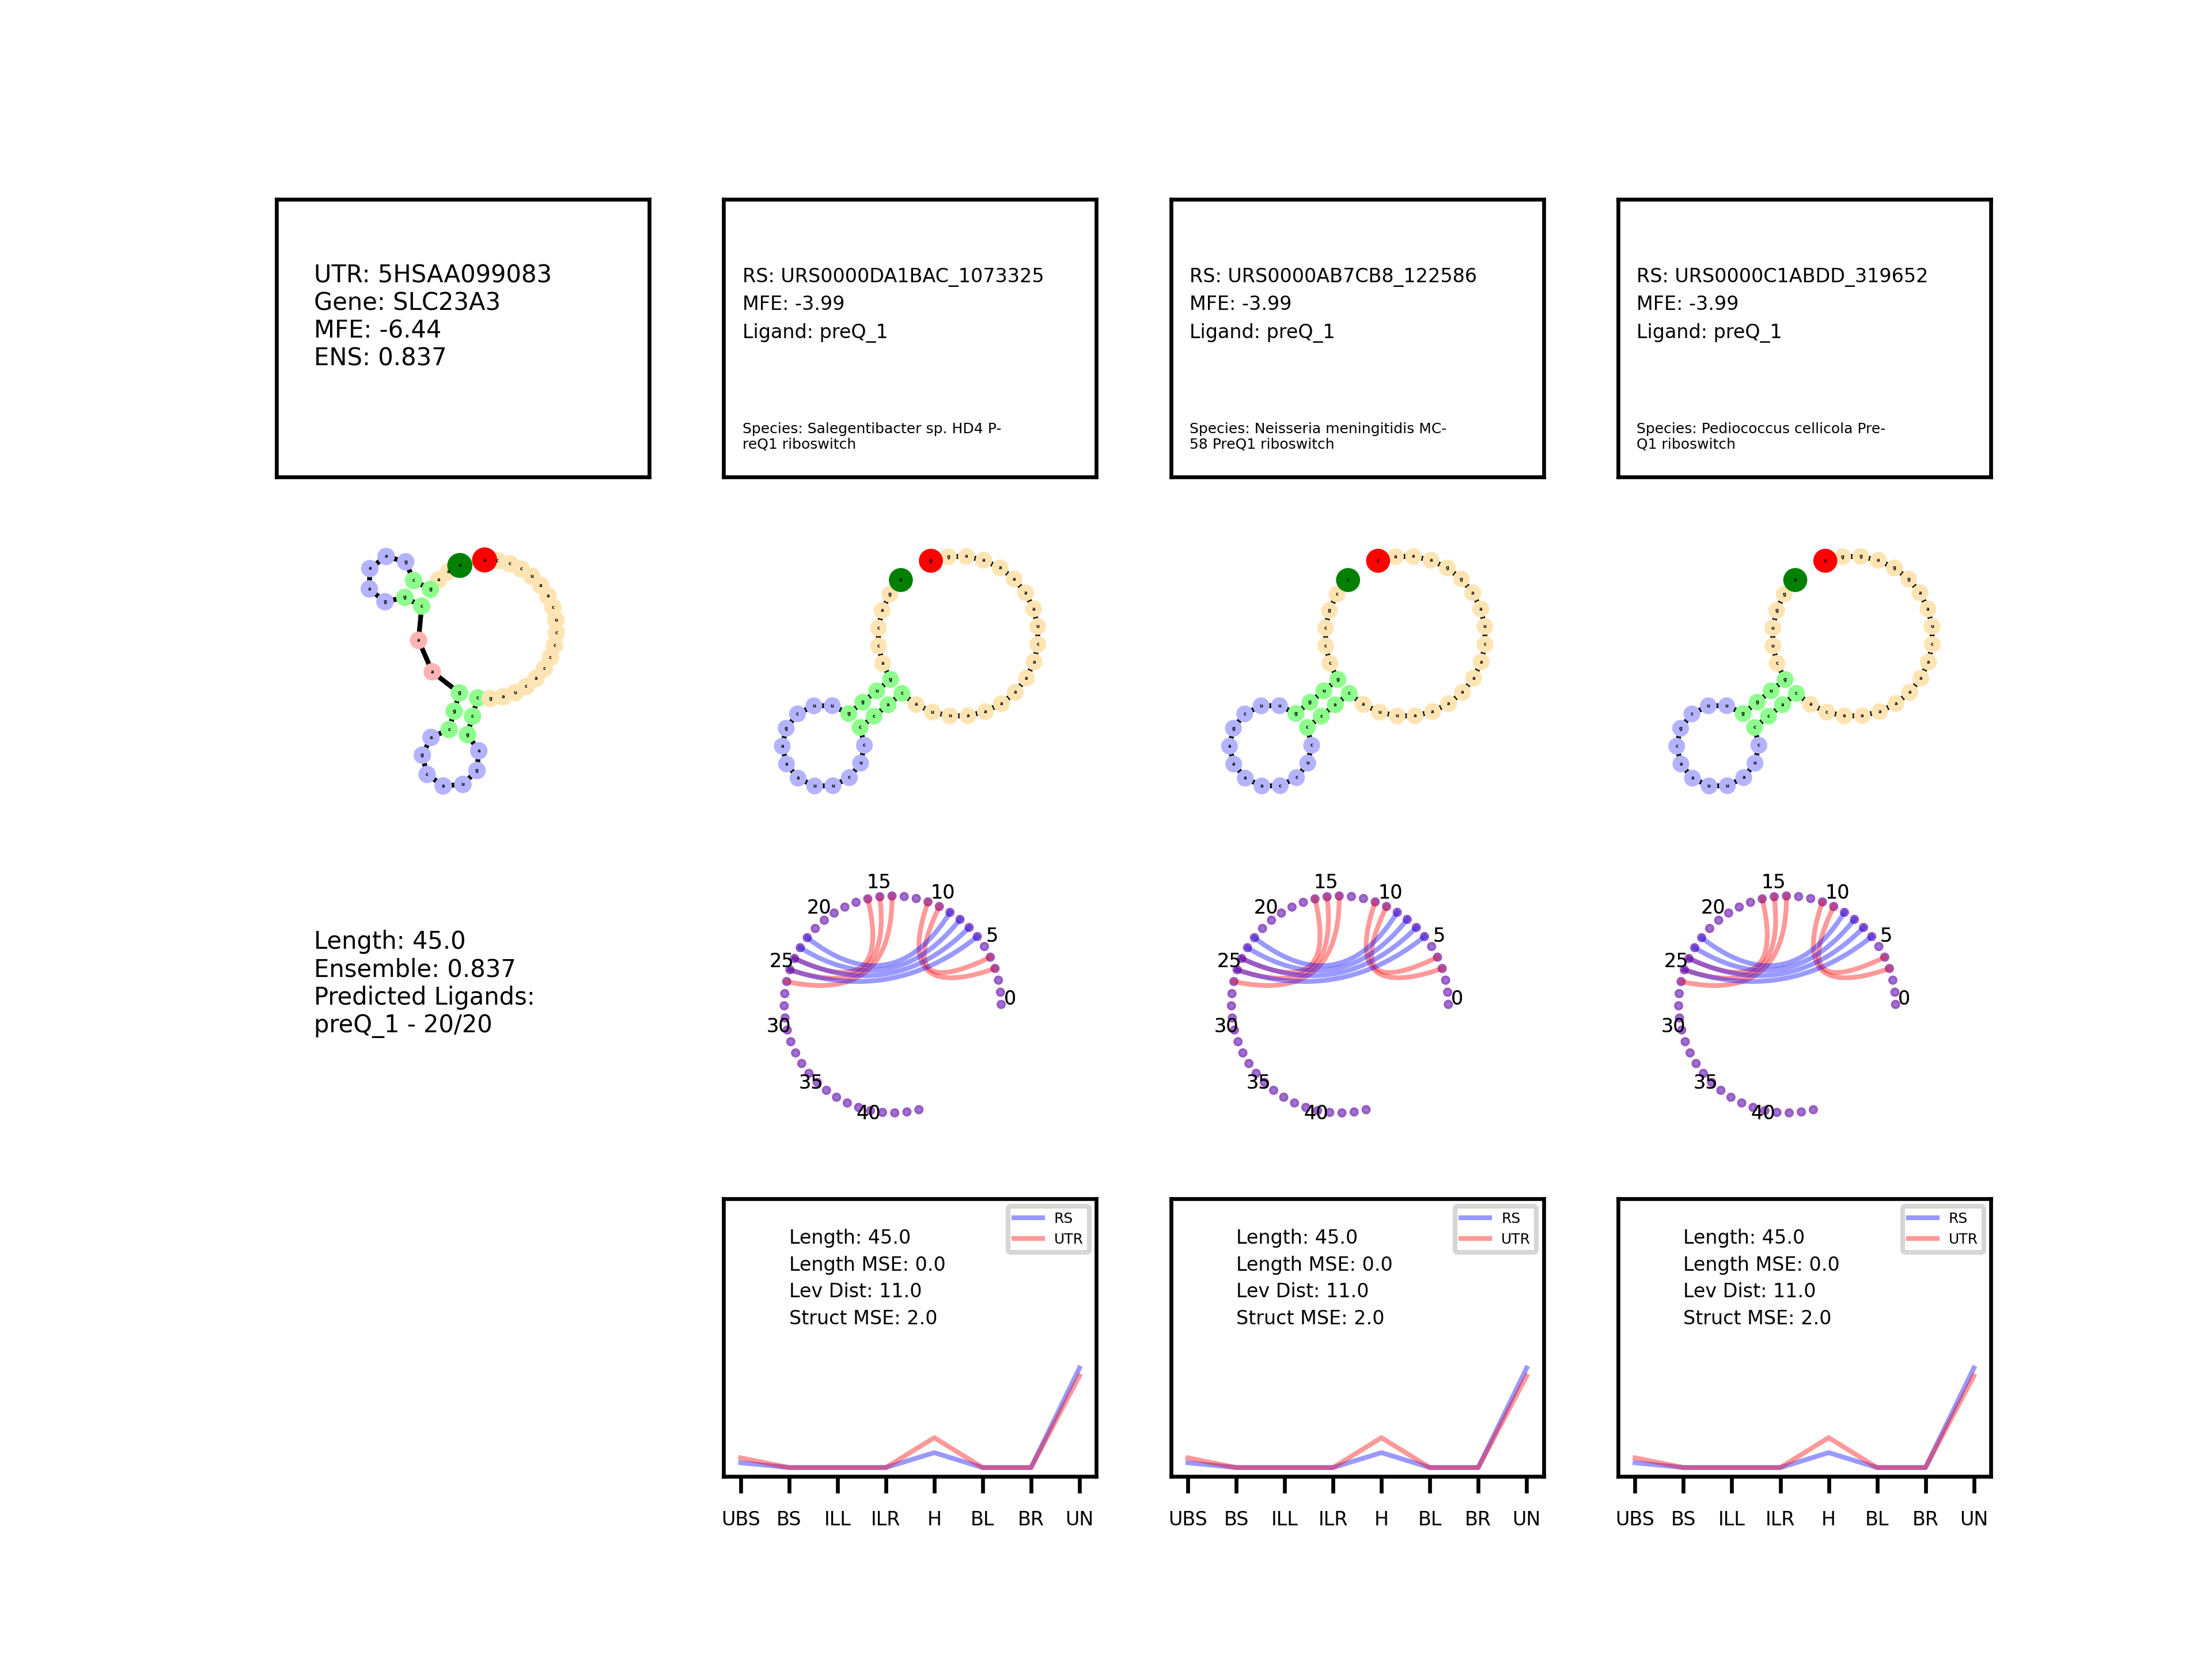 UTR: 5HSAA099083
Gene: SLC23A3
MFE: -6.44
ENS: 0.837
RS: URS0000DA1BAC_1073325
MFE: -3.99
Ligand: preQ_1
Species: Salegentibacter sp. HD4 P-
reQ1 riboswitch
RS: URS0000AB7CB8_122586
MFE: -3.99
Ligand: preQ_1
Species: Neisseria meningitidis MC-
58 PreQ1 riboswitch
RS: URS0000C1ABDD_319652
MFE: -3.99
Ligand: preQ_1
Species: Pediococcus cellicola Pre-
Q1 riboswitch
Length: 45.0
Ensemble: 0.837
Predicted Ligands:
preQ_1 - 20/20
0
5
10
15
20
25
30
35
40
0
5
10
15
20
25
30
35
40
0
5
10
15
20
25
30
35
40
RS
UTR
Length: 45.0
Length MSE: 0.0
Lev Dist: 11.0
Struct MSE: 2.0
UBS BS ILL ILR H BL BR UN
RS
UTR
Length: 45.0
Length MSE: 0.0
Lev Dist: 11.0
Struct MSE: 2.0
UBS BS ILL ILR H BL BR UN
RS
UTR
Length: 45.0
Length MSE: 0.0
Lev Dist: 11.0
Struct MSE: 2.0
UBS BS ILL ILR H BL BR UN